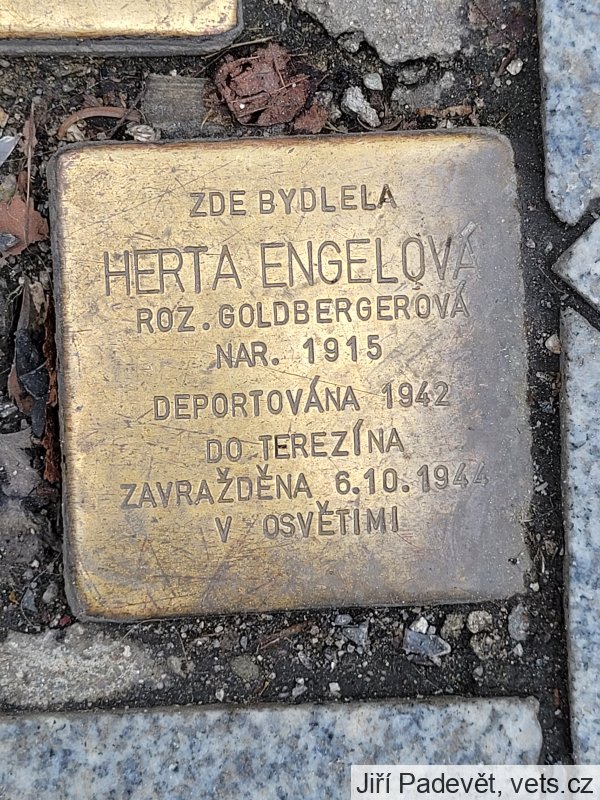 ZDE BYDLELA
HERTA ENGELOVÁ
ROZ. GOLDBERGEROVÁ
NAR. 1915
DEPORTOVÁNA 1942
DO TEREZÍNA
ZAVRAŽDĚNA 6.10.1944
V OSVĚTIMI
Jiří Padevět, vets.cz